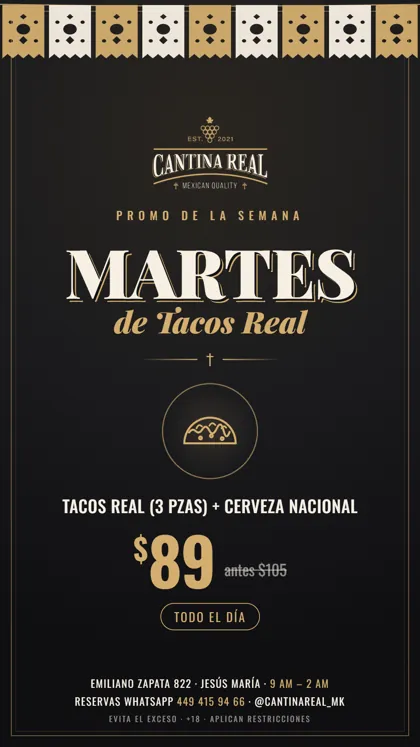 EST. 2021
CANTINA REAL
MEXICAN QUALITY
PROMO DE LA SEMANA
MARTES
de Tacos Real
TACOS REAL (3 PZAS) + CERVEZA NACIONAL
$89 antes $105
TODO EL DÍA
EMILIANO ZAPATA 822 · JESÚS MARÍA · 9 AM – 2 AM
RESERVAS WHATSAPP 449 415 94 66 · @CANTINAREAL_MK
EVITA EL EXCESO · +18 · APLICAN RESTRICCIONES